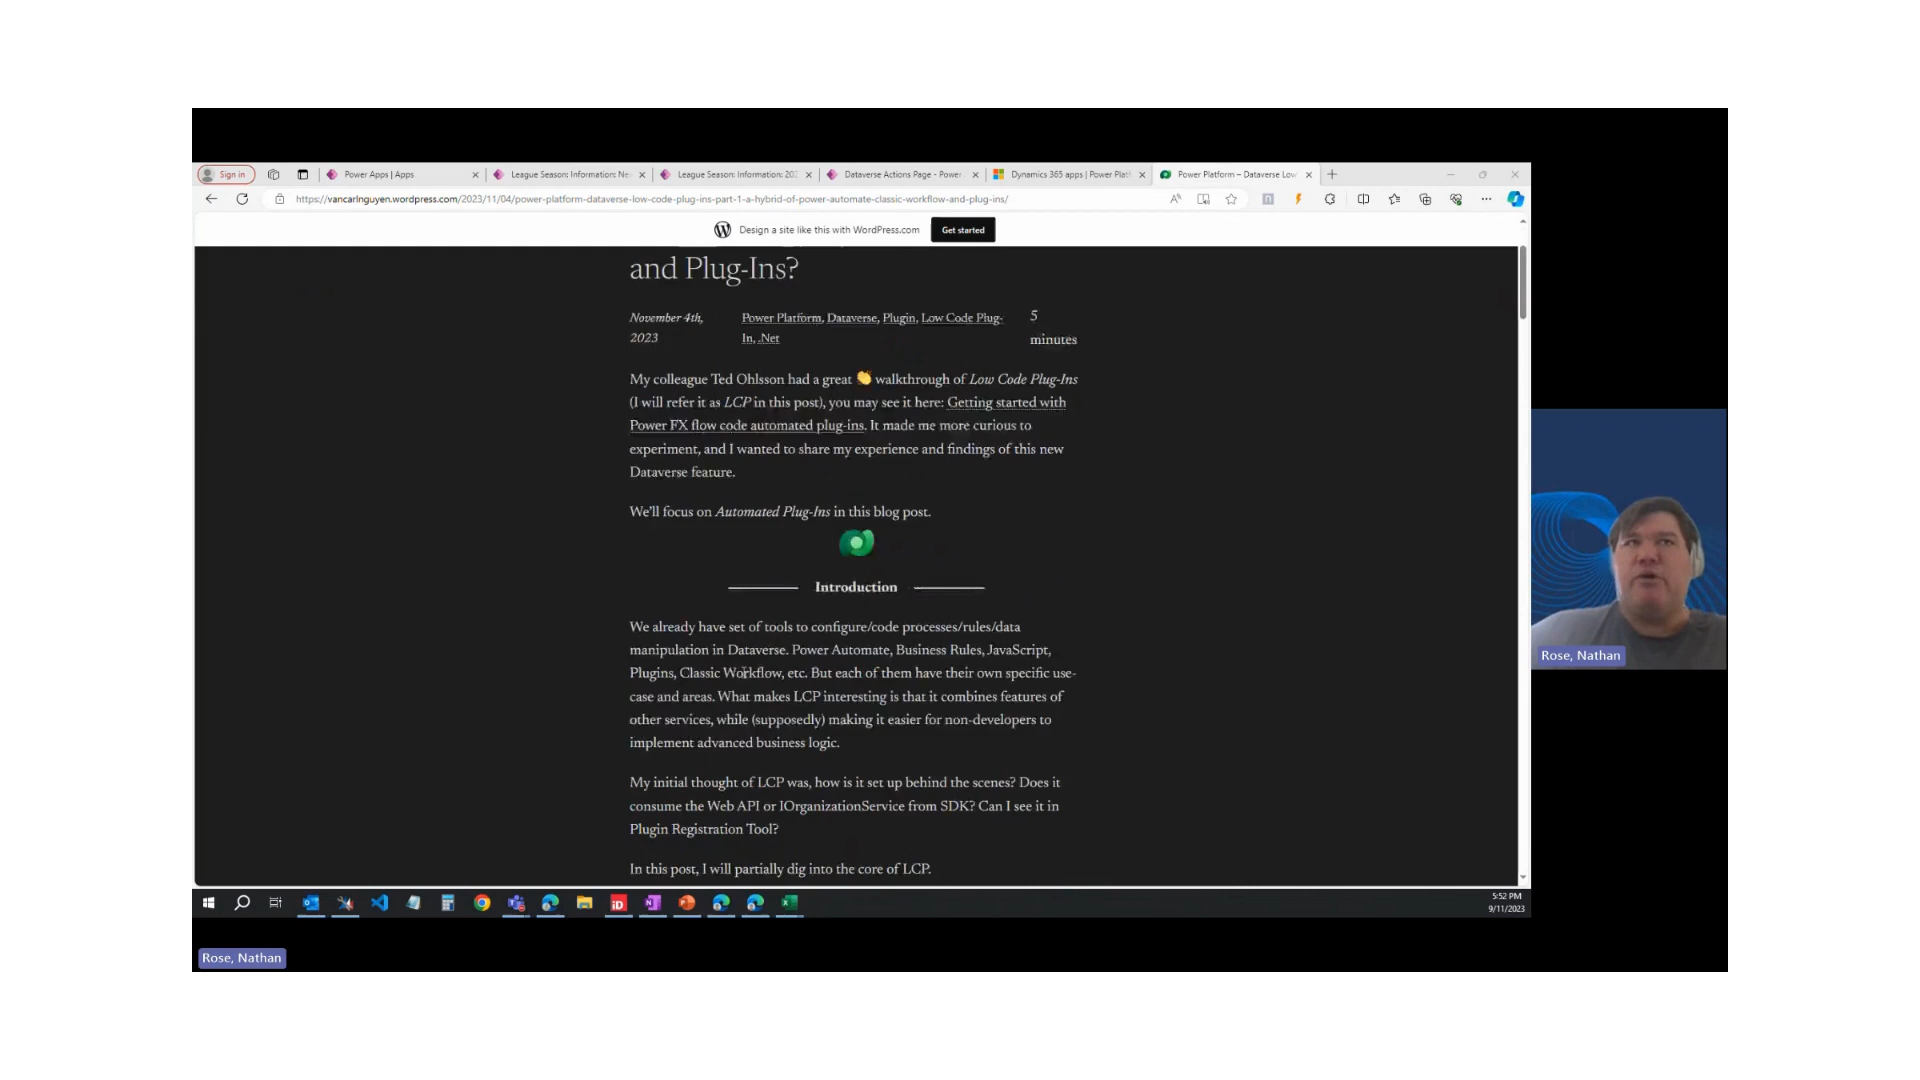 Sign in
Power Apps | Apps
League Season: Information: Ne
League Season: Information: 202
Dataverse Actions Page - Power
Dynamics 365 apps | Power Plat
Power Platform – Dataverse Low
https://vancarlnguyen.wordpress.com/2023/11/04/power-platform-dataverse-low-code-plug-ins-part-1-a-hybrid-of-power-automate-classic-workflow-and-plug-ins/
Design a site like this with WordPress.com
Get started
and Plug-Ins?
November 4th,
2023
Power Platform, Dataverse, Plugin, Low Code Plug-
In, .Net
5
minutes
My colleague Ted Ohlsson had a great 👏 walkthrough of Low Code Plug-Ins
(I will refer it as LCP in this post), you may see it here: Getting started with
Power FX flow code automated plug-ins. It made me more curious to
experiment, and I wanted to share my experience and findings of this new
Dataverse feature.
We'll focus on Automated Plug-Ins in this blog post.
Introduction
We already have set of tools to configure/code processes/rules/data
manipulation in Dataverse. Power Automate, Business Rules, JavaScript,
Plugins, Classic Workflow, etc. But each of them have their own specific use-
case and areas. What makes LCP interesting is that it combines features of
other services, while (supposedly) making it easier for non-developers to
implement advanced business logic.
My initial thought of LCP was, how is it set up behind the scenes? Does it
consume the Web API or IOrganizationService from SDK? Can I see it in
Plugin Registration Tool?
In this post, I will partially dig into the core of LCP.
Rose, Nathan
iD
5:52 PM
9/11/2023
Rose, Nathan